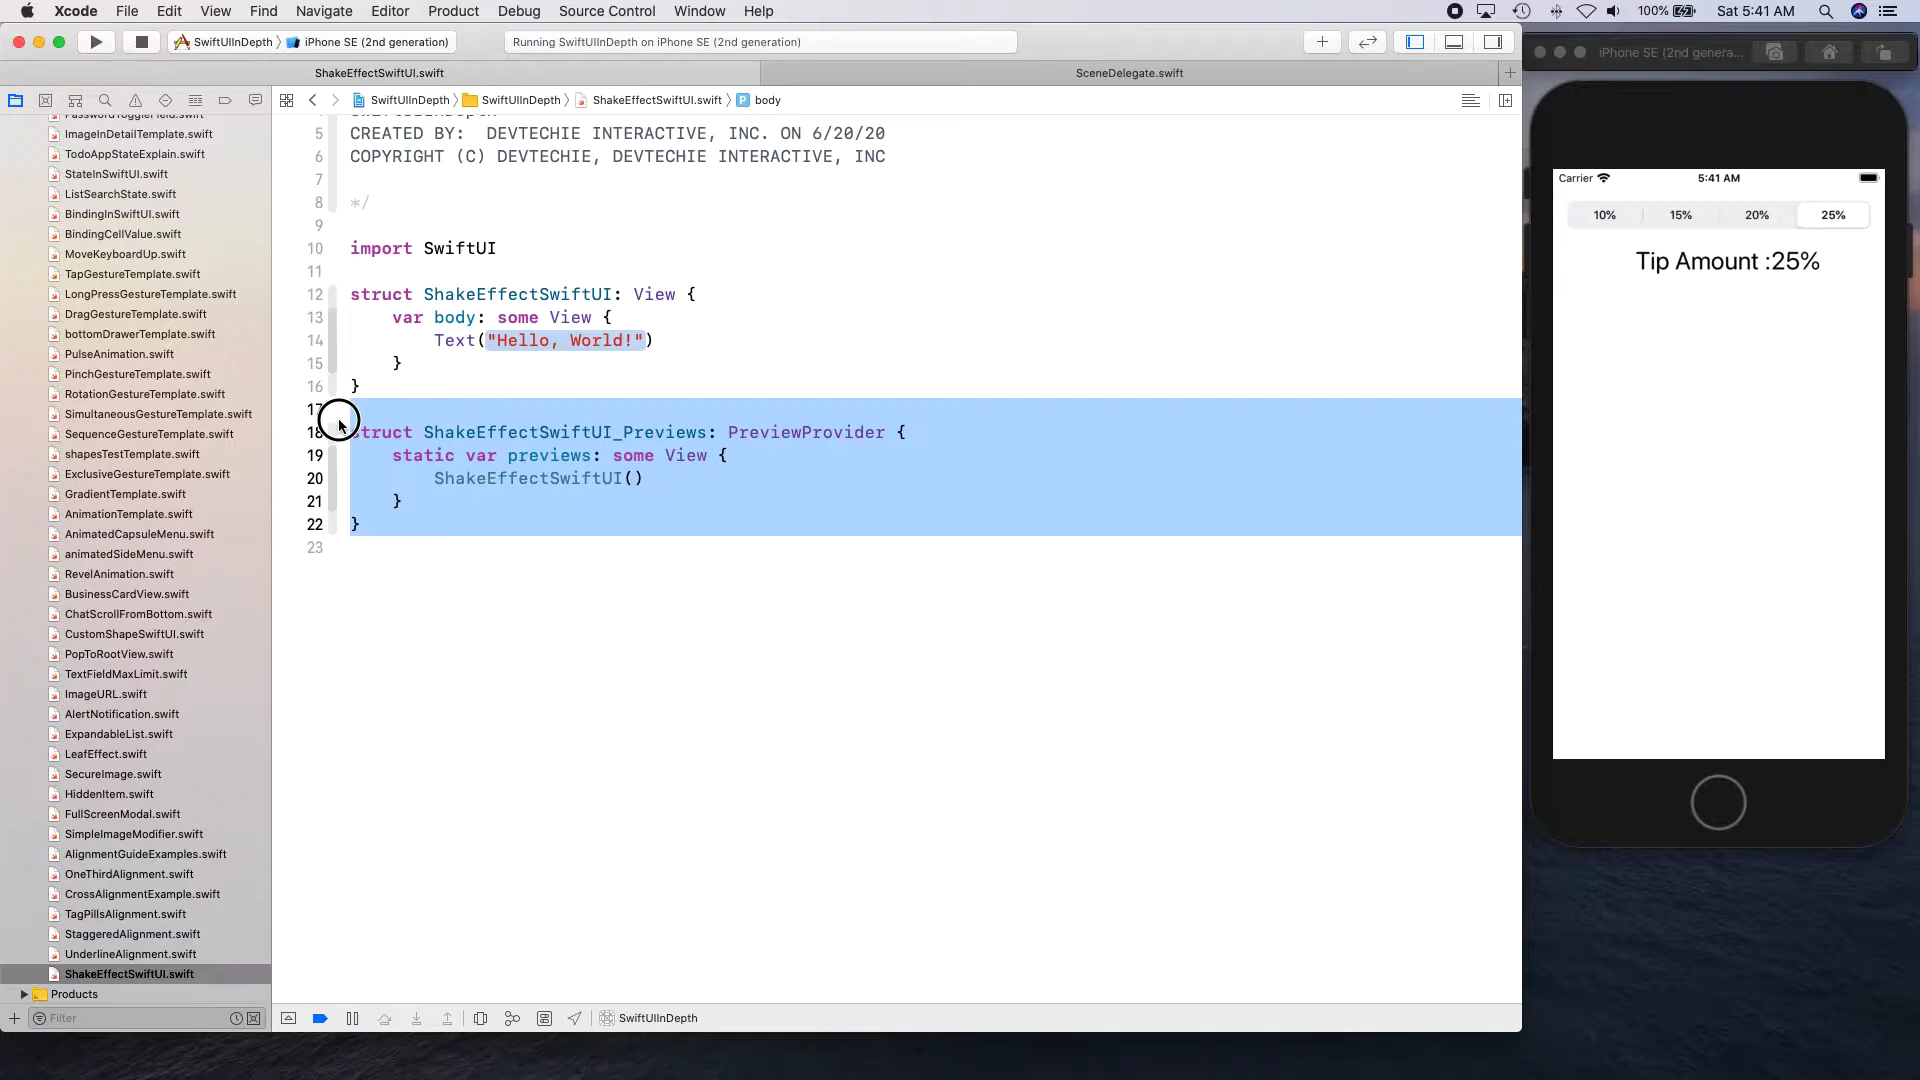 Xcode File Edit View Find Navigate Editor Product Debug Source Control Window Help
100% Sat 5:41 AM
SwiftUIInDepth 〉 iPhone SE (2nd generation)
Running SwiftUIInDepth on iPhone SE (2nd generation)
ShakeEffectSwiftUI.swift
SceneDelegate.swift
SwiftUIInDepth 〉 SwiftUIInDepth 〉 ShakeEffectSwiftUI.swift 〉 P body
PasswordToggleField.swift
ImageInDetailTemplate.swift
TodoAppStateExplain.swift
StateInSwiftUI.swift
ListSearchState.swift
BindingInSwiftUI.swift
BindingCellValue.swift
MoveKeyboardUp.swift
TapGestureTemplate.swift
LongPressGestureTemplate.swift
DragGestureTemplate.swift
bottomDrawerTemplate.swift
PulseAnimation.swift
PinchGestureTemplate.swift
RotationGestureTemplate.swift
SimultaneousGestureTemplate.swift
SequenceGestureTemplate.swift
shapesTestTemplate.swift
ExclusiveGestureTemplate.swift
GradientTemplate.swift
AnimationTemplate.swift
AnimatedCapsuleMenu.swift
animatedSideMenu.swift
RevelAnimation.swift
BusinessCardView.swift
ChatScrollFromBottom.swift
CustomShapeSwiftUI.swift
PopToRootView.swift
TextFieldMaxLimit.swift
ImageURL.swift
AlertNotification.swift
ExpandableList.swift
LeafEffect.swift
SecureImage.swift
HiddenItem.swift
FullScreenModal.swift
SimpleImageModifier.swift
AlignmentGuideExamples.swift
OneThirdAlignment.swift
CrossAlignmentExample.swift
TagPillsAlignment.swift
StaggeredAlignment.swift
UnderlineAlignment.swift
ShakeEffectSwiftUI.swift
Products
Filter
5 CREATED BY:  DEVTECHIE INTERACTIVE, INC. ON 6/20/20
6 COPYRIGHT (C) DEVTECHIE, DEVTECHIE INTERACTIVE, INC
7
8 */
9
10 import SwiftUI
11
12 struct ShakeEffectSwiftUI: View {
13     var body: some View {
14         Text("Hello, World!")
15     }
16 }
17
18 struct ShakeEffectSwiftUI_Previews: PreviewProvider {
19     static var previews: some View {
20         ShakeEffectSwiftUI()
21     }
22 }
23
SwiftUIInDepth
iPhone SE (2nd genera...
Carrier 5:41 AM
10% 15% 20% 25%
Tip Amount :25%